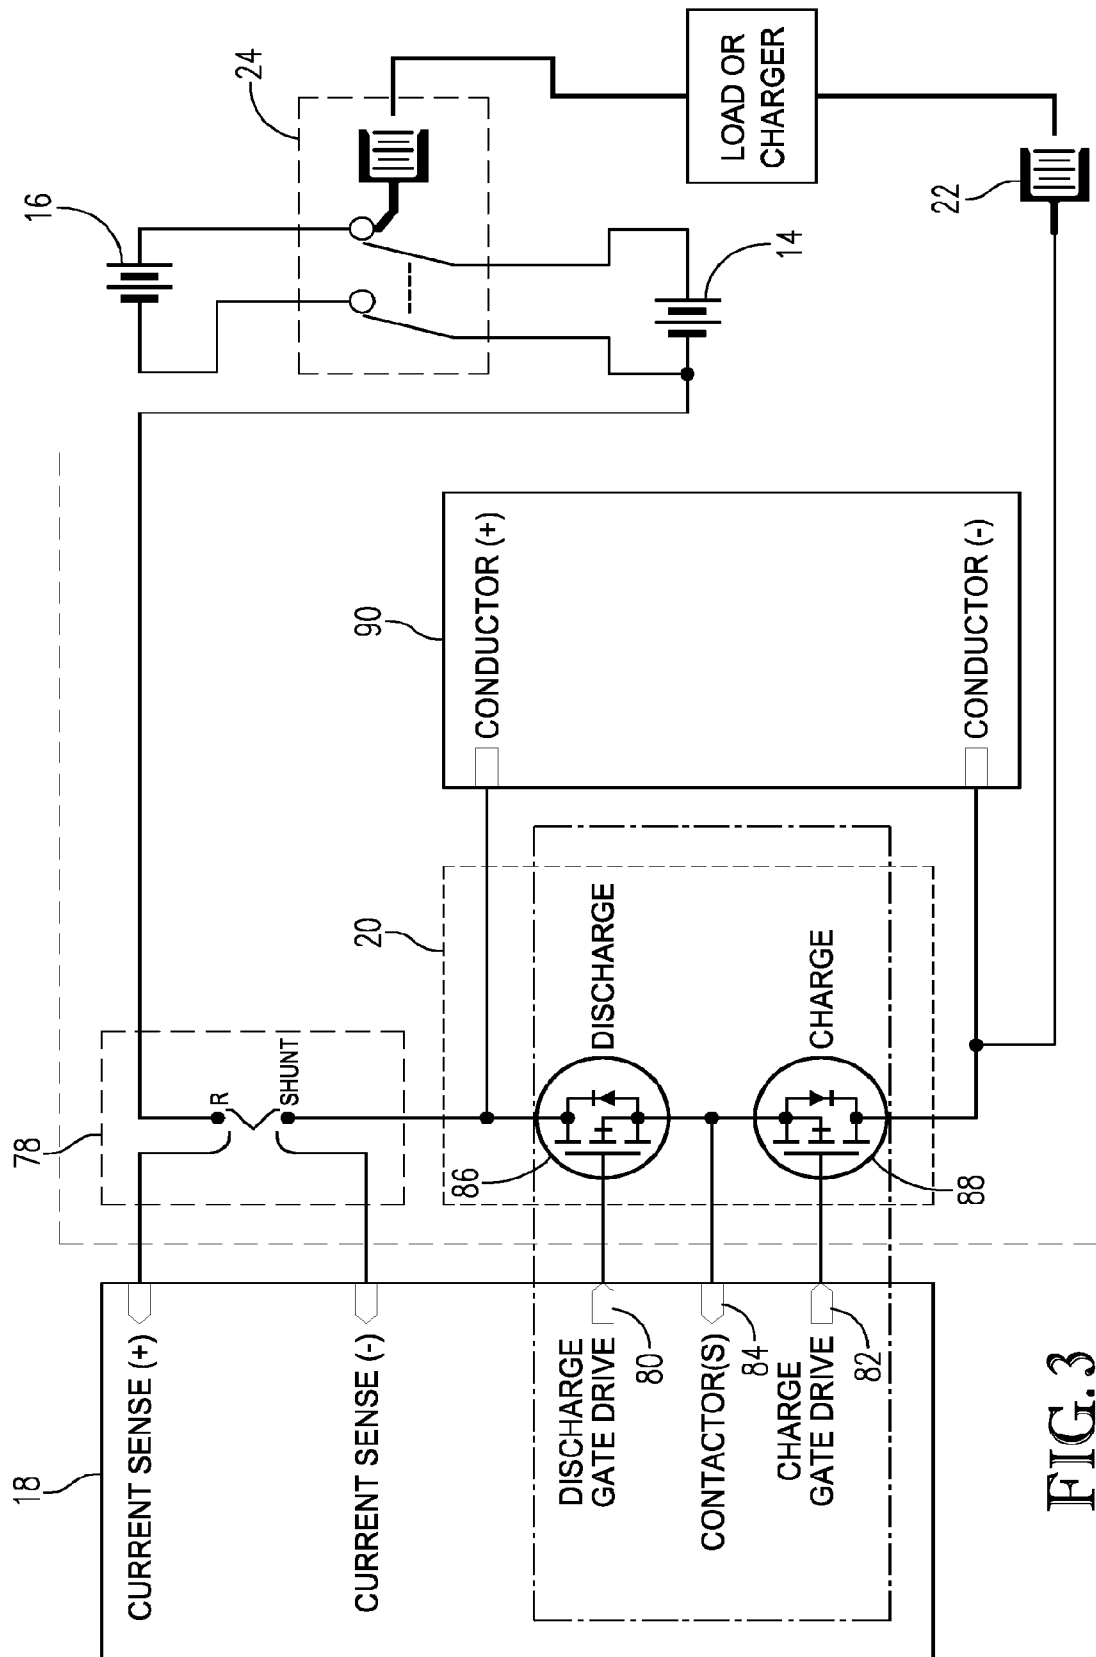 18
CURRENT SENSE (+)
CURRENT SENSE (-)
DISCHARGE
GATE DRIVE
80
CONTACTOR(S)
84
CHARGE
GATE DRIVE
82
78
R
SHUNT
20
86
DISCHARGE
88
CHARGE
90
CONDUCTOR (+)
CONDUCTOR (-)
16
24
14
LOAD OR
CHARGER
22
FIG. 3